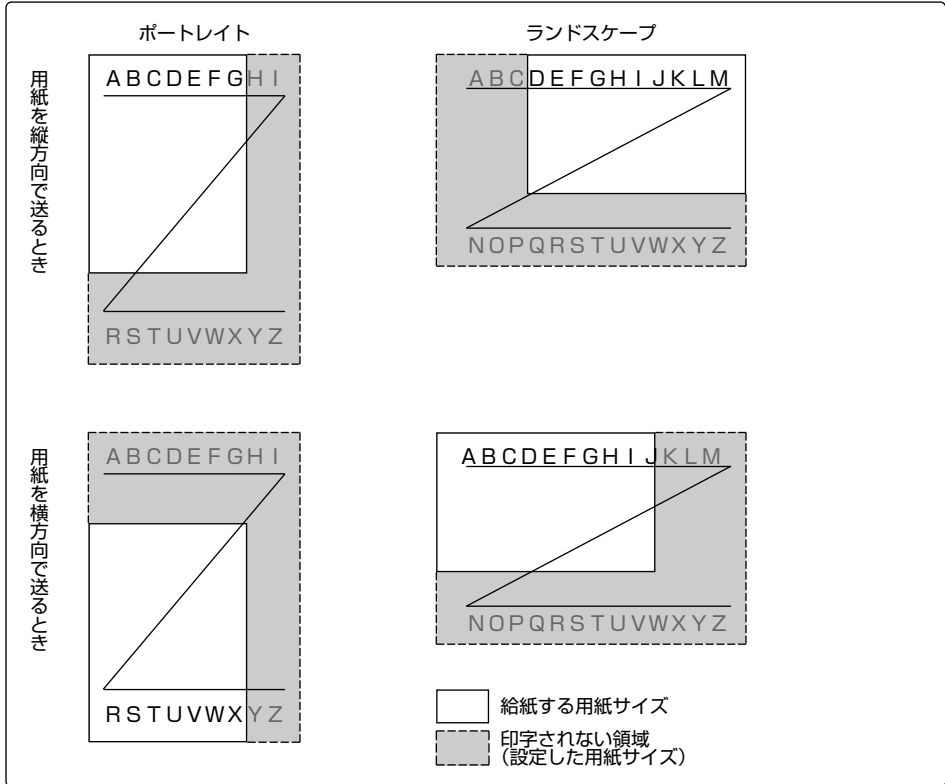 ポートレイト
ランドスケープ
用紙を縦方向で送るとき
ABCDEFGHI
RSTUVWXYZ
ABCDEFGHIJKLM
NOPQRSTUVWXYZ
用紙を横方向で送るとき
ABCDEFGHI
RSTUVWXYZ
ABCDEFGHIJKLM
NOPQRSTUVWXYZ
給紙する用紙サイズ
印字されない領域
(設定した用紙サイズ)